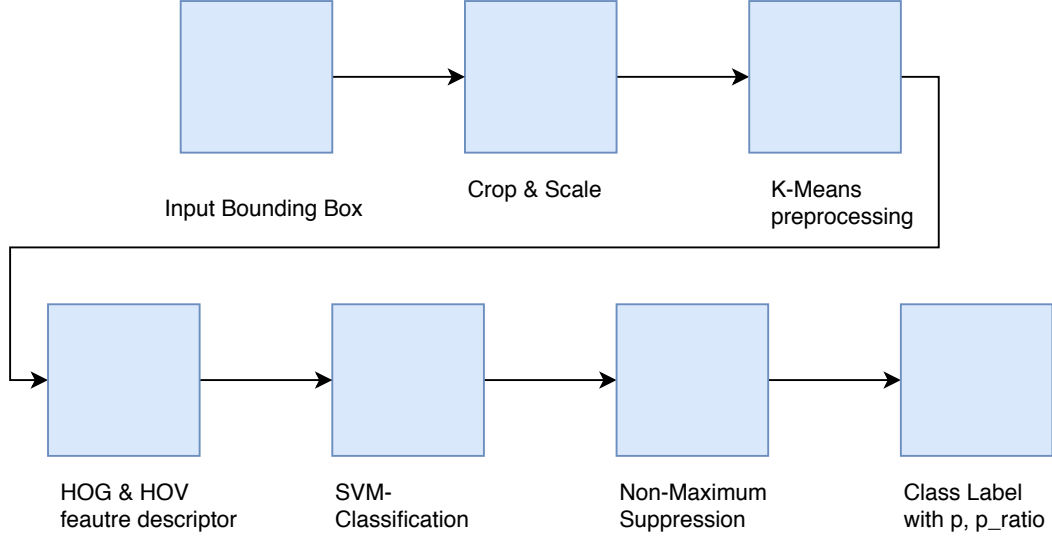 Input Bounding Box
Crop & Scale
K-Means
preprocessing
HOG & HOV
feautre descriptor
SVM-
Classification
Non-Maximum
Suppression
Class Label
with p, p_ratio